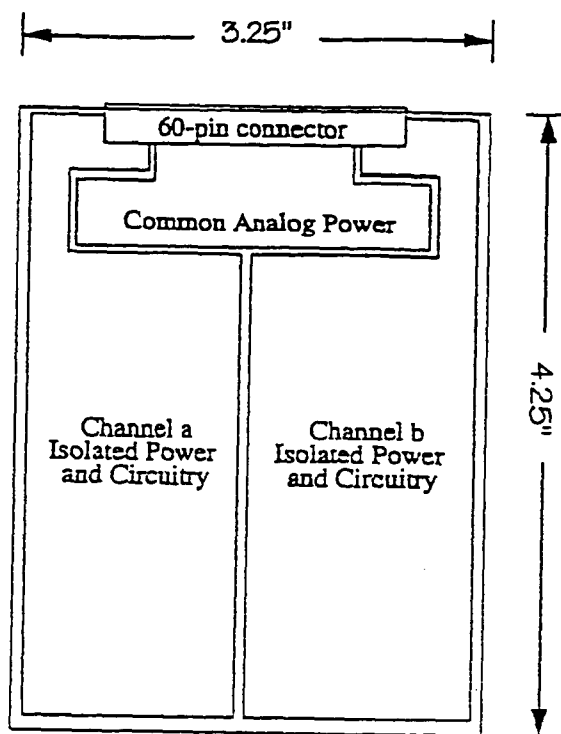 3.25"
60-pin connector
Common Analog Power
4.25"
Channel a
Isolated Power
and Circuitry
Channel b
Isolated Power
and Circuitry